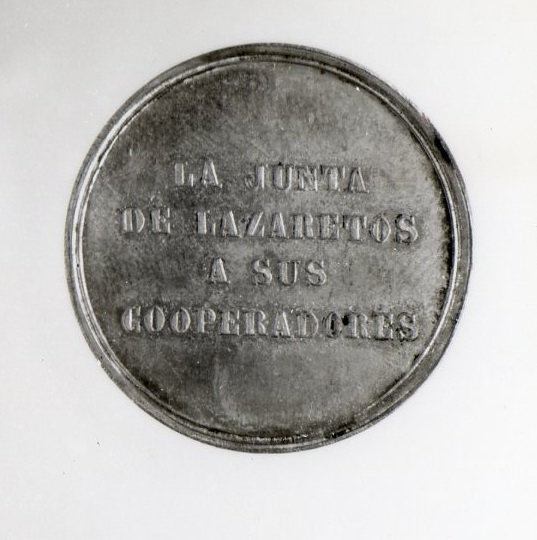 LA JUNTA
DE LAZARETOS
A SUS
COOPERADORES